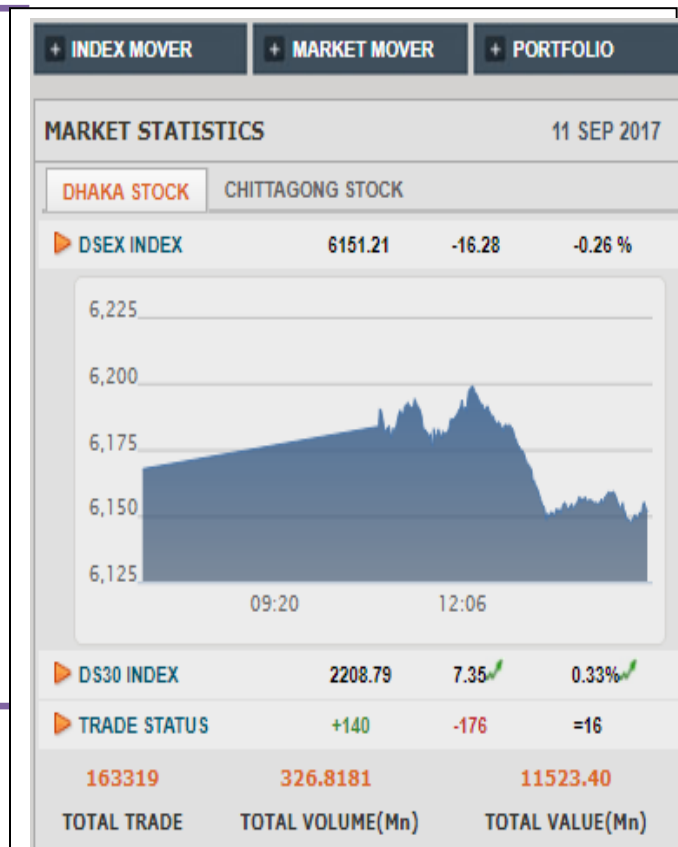 + INDEX MOVER + MARKET MOVER + PORTFOLIO
MARKET STATISTICS 11 SEP 2017
DHAKA STOCK CHITTAGONG STOCK
DSEX INDEX 6151.21 -16.28 -0.26 %
6,225
6,200
6,175
6,150
6,125
09:20 12:06
DS30 INDEX 2208.79 7.35 0.33%
TRADE STATUS +140 -176 =16
163319 326.8181 11523.40
TOTAL TRADE TOTAL VOLUME(Mn) TOTAL VALUE(Mn)